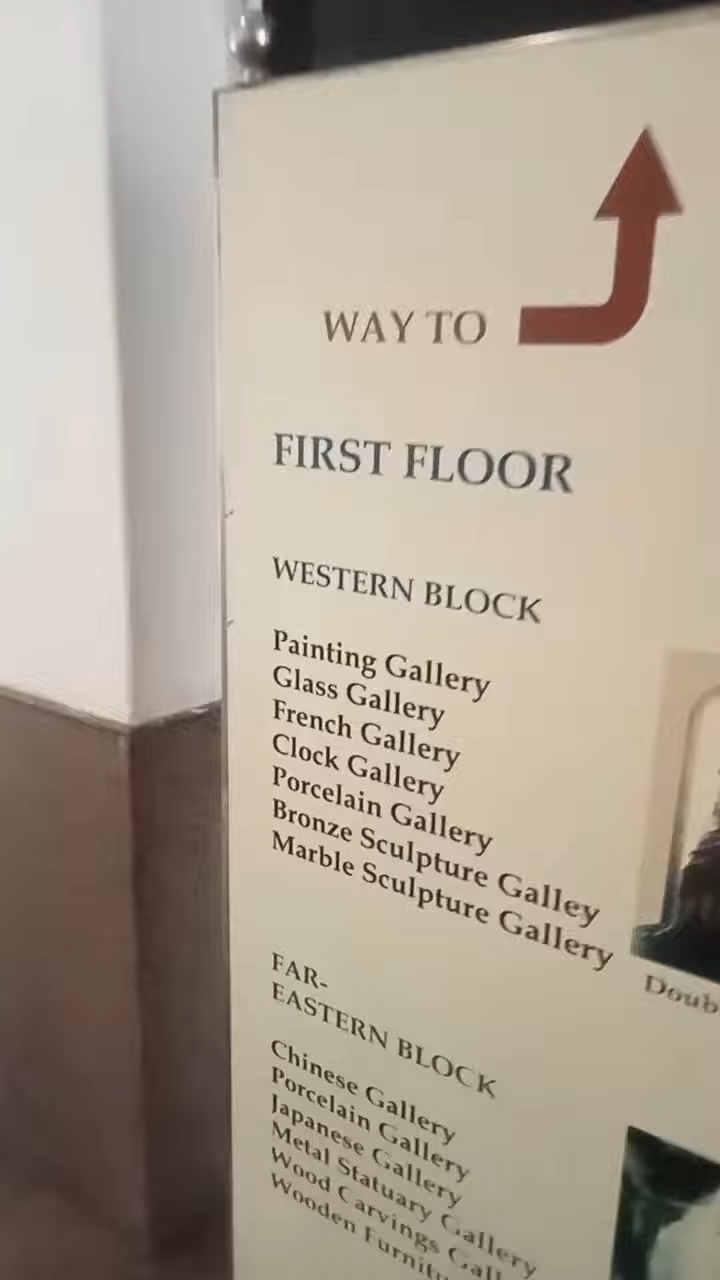 WAY TO
FIRST FLOOR
WESTERN BLOCK
Painting Gallery
Glass Gallery
French Gallery
Clock Gallery
Porcelain Gallery
Bronze Sculpture Galley
Marble Sculpture Gallery
FAR-
EASTERN BLOCK
Chinese Gallery
Porcelain Gallery
Japanese Gallery
Metal Statuary Gallery
Wood Carvings Gall
Wooden Furnitu
Doub